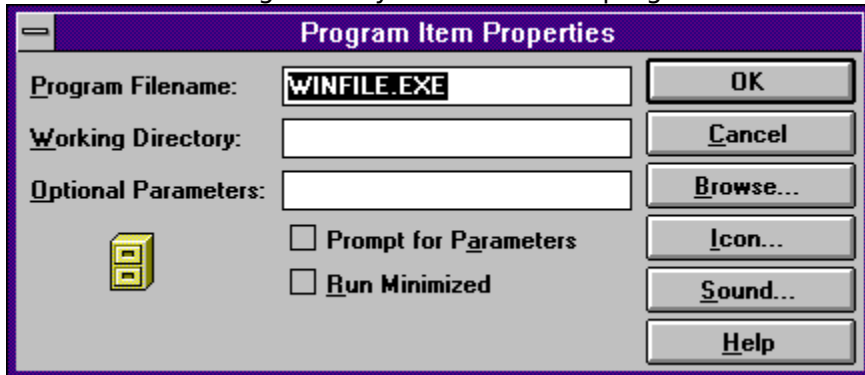 Program Item Properties
Program Filename: WINFILE.EXE
OK
Working Directory:
Cancel
Optional Parameters:
Browse...
Prompt for Parameters
Icon...
Run Minimized
Sound...
Help